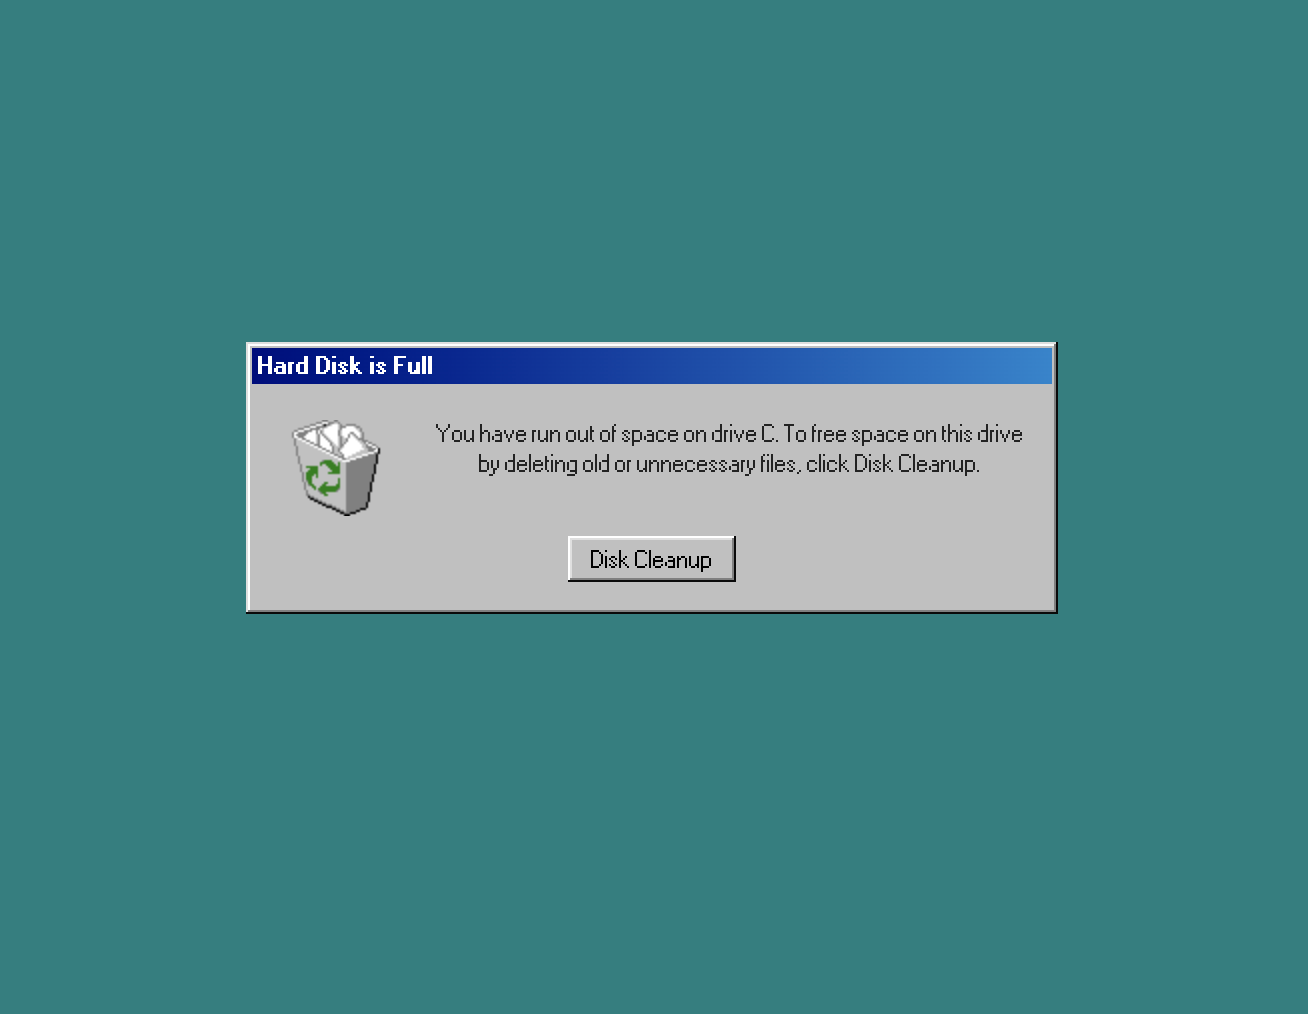 Hard Disk is Full
You have run out of space on drive C. To free space on this drive
by deleting old or unnecessary files, click Disk Cleanup.
Disk Cleanup